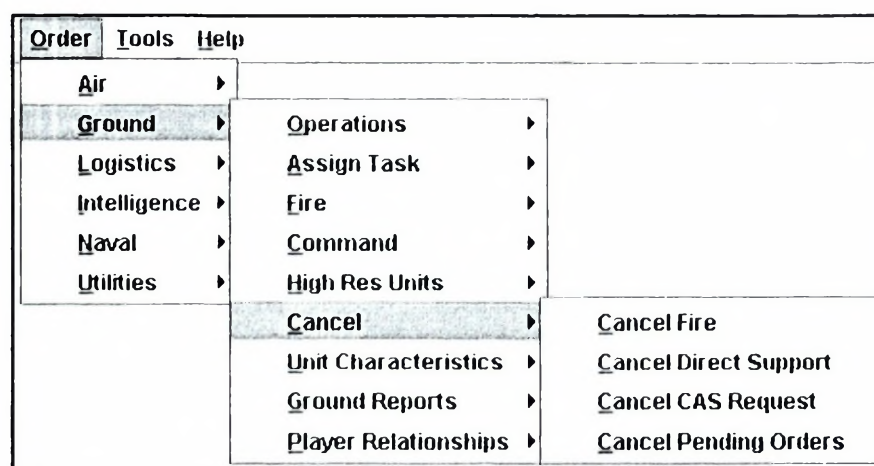 Order Tools Help
Air
Ground
Logistics
Intelligence
Naval
Utilities
Operations
Assign Task
Fire
Command
High Res Units
Cancel
Unit Characteristics
Ground Reports
Player Relationships
Cancel Fire
Cancel Direct Support
Cancel CAS Request
Cancel Pending Orders